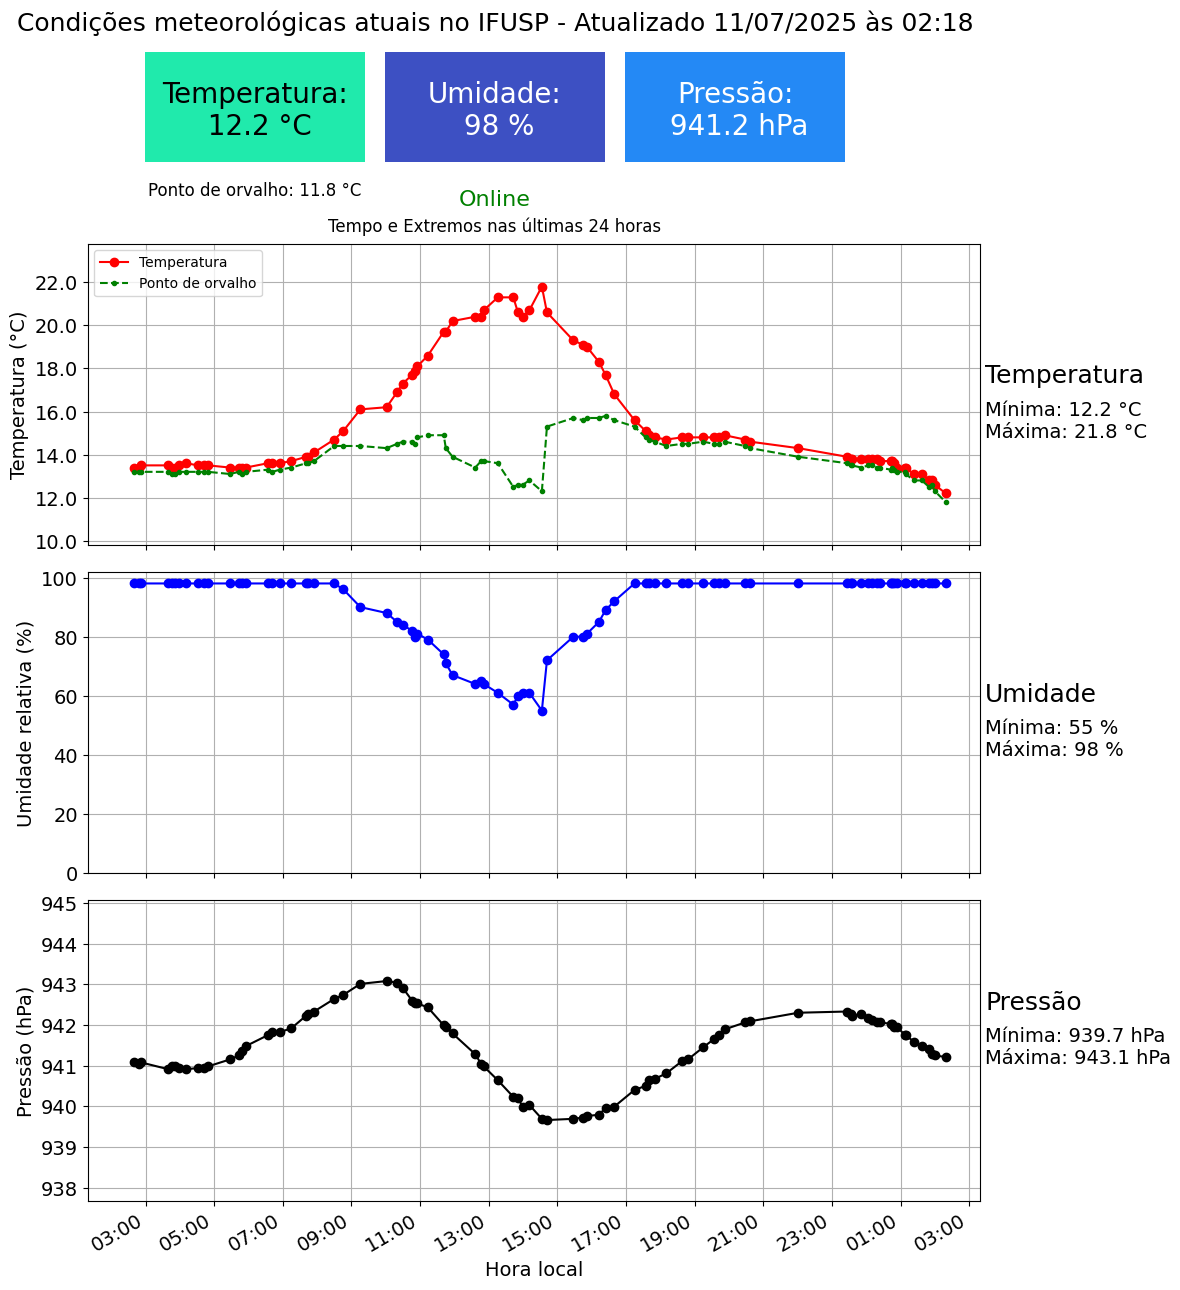 Condições meteorológicas atuais no IFUSP - Atualizado 11/07/2025 às 02:18
Temperatura:
12.2 °C
Umidade:
98 %
Pressão:
941.2 hPa
Ponto de orvalho: 11.8 °C
Online
Tempo e Extremos nas últimas 24 horas
Temperatura
Ponto de orvalho
Temperatura (°C)
22.0
20.0
18.0
16.0
14.0
12.0
10.0
Temperatura
Mínima: 12.2 °C
Máxima: 21.8 °C
Umidade relativa (%)
100
80
60
40
20
0
Umidade
Mínima: 55 %
Máxima: 98 %
Pressão (hPa)
945
944
943
942
941
940
939
938
Pressão
Mínima: 939.7 hPa
Máxima: 943.1 hPa
03:00
05:00
07:00
09:00
11:00
13:00
15:00
17:00
19:00
21:00
23:00
01:00
03:00
Hora local